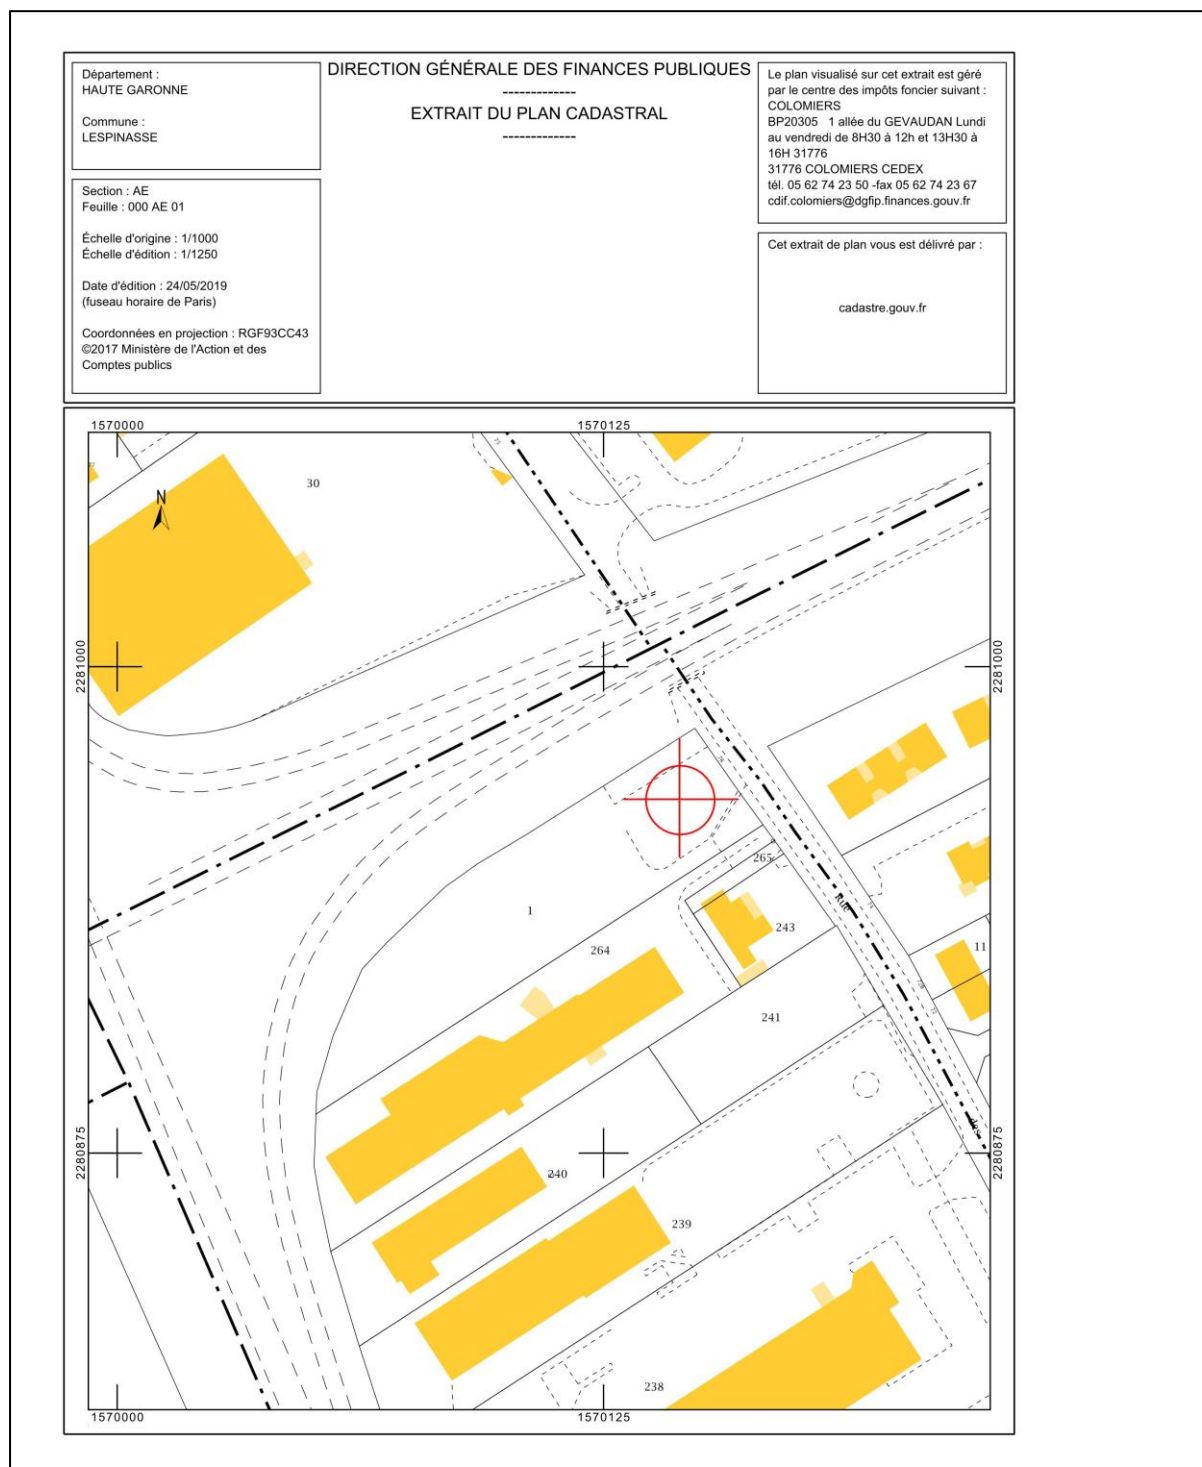 Département :
HAUTE GARONNE
Commune :
LESPINASSE
Section : AE
Feuille : 000 AE 01
Échelle d'origine : 1/1000
Échelle d'édition : 1/1250
Date d'édition : 24/05/2019
(fuseau horaire de Paris)
Coordonnées en projection : RGF93CC43
©2017 Ministère de l'Action et des
Comptes publics
DIRECTION GÉNÉRALE DES FINANCES PUBLIQUES
-------------
EXTRAIT DU PLAN CADASTRAL
-------------
Le plan visualisé sur cet extrait est géré
par le centre des impôts foncier suivant :
COLOMIERS
BP20305 1 allée du GEVAUDAN Lundi
au vendredi de 8H30 à 12h et 13H30 à
16H 31776
31776 COLOMIERS CEDEX
tél. 05 62 74 23 50 -fax 05 62 74 23 67
cdif.colomiers@dgfip.finances.gouv.fr
Cet extrait de plan vous est délivré par :
cadastre.gouv.fr
1570000
1570125
30
N
2281000
2281000
265
Rue
1
243
264
11
241
des
2280875
2280875
240
239
238
1570000
1570125